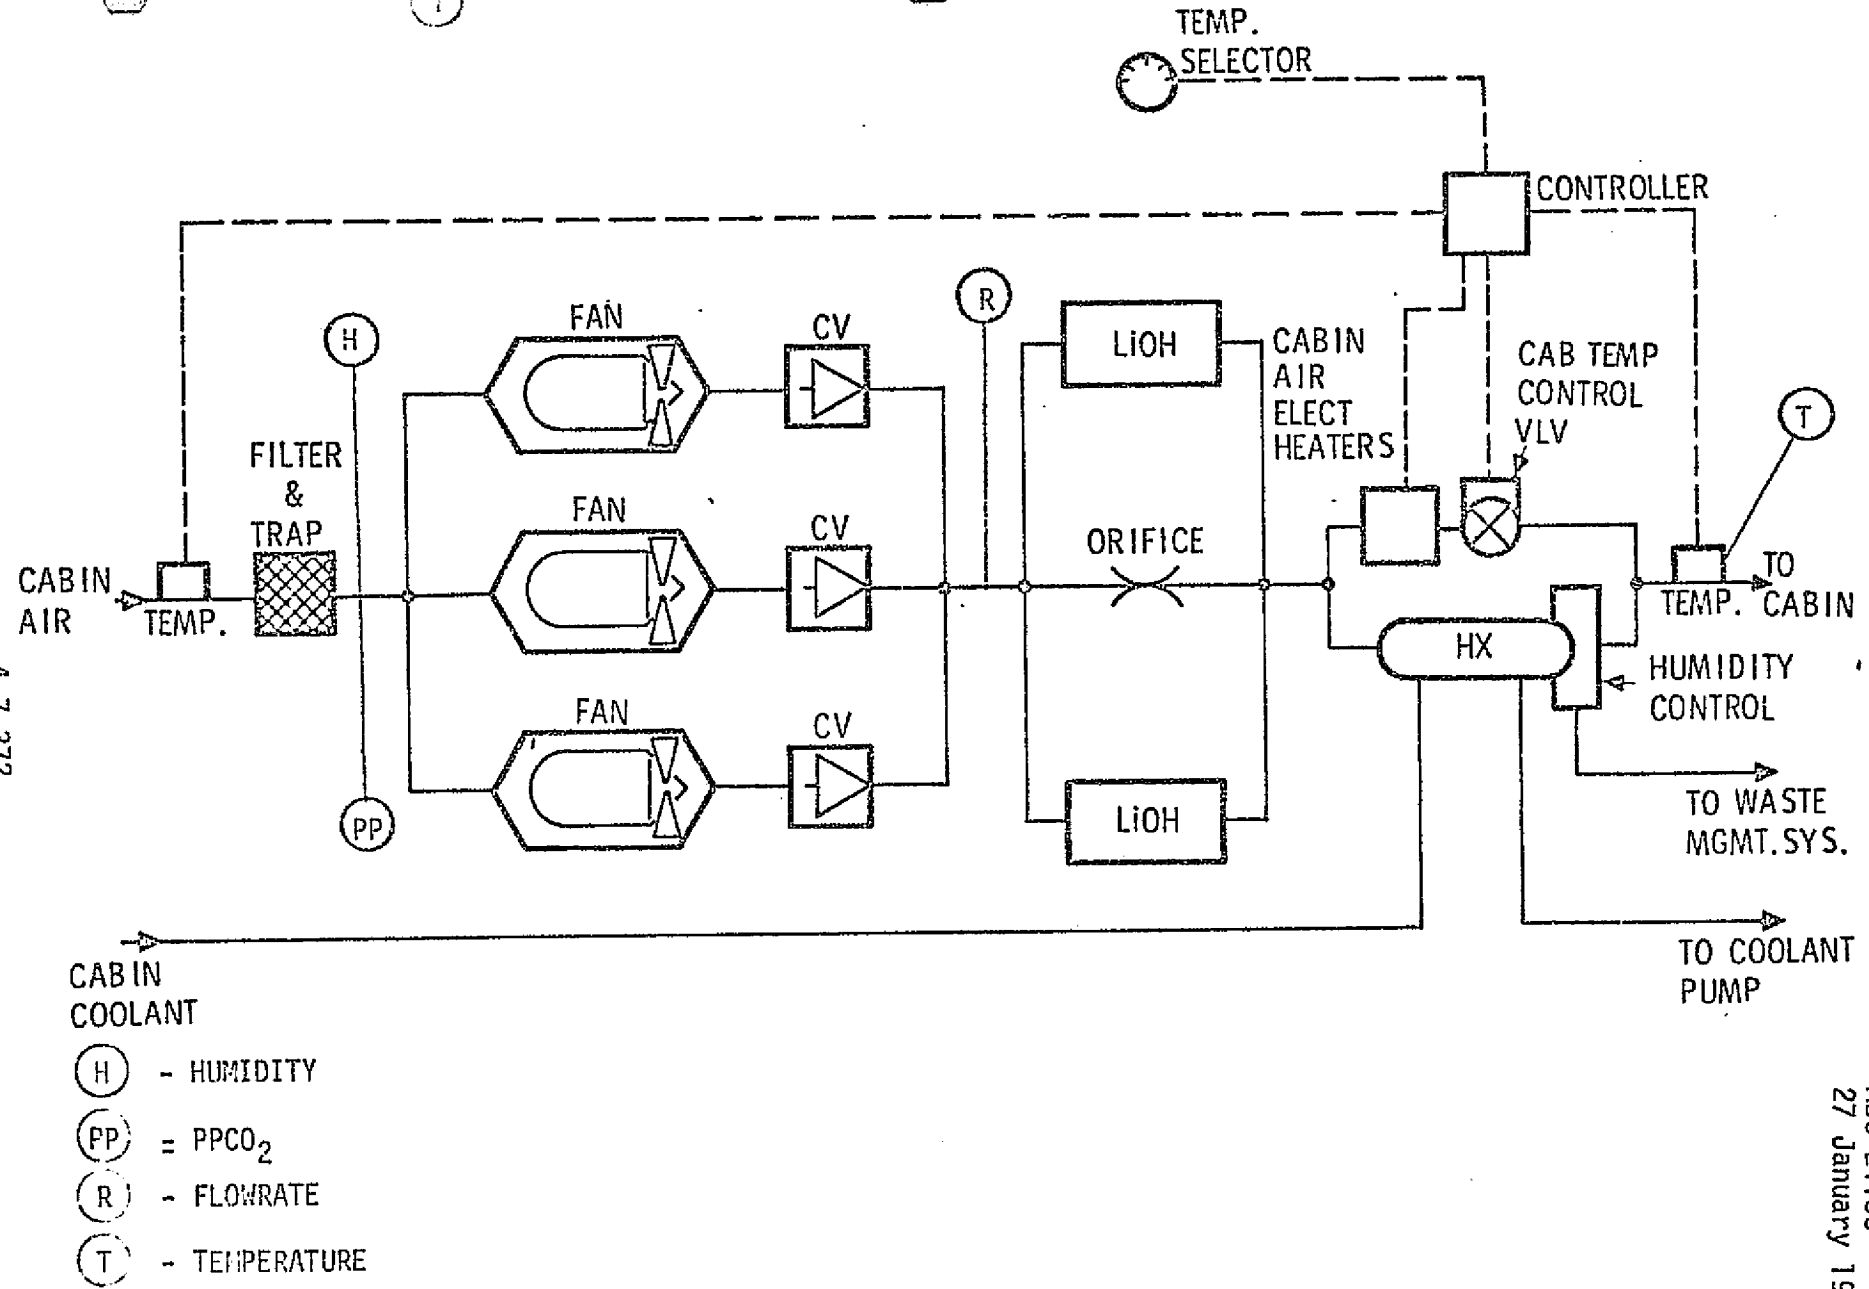 TEMP.
SELECTOR
CONTROLLER
H
FAN
CV
R
LiOH
CABIN
AIR
ELECT
HEATERS
CAB TEMP
CONTROL
VLV
T
FILTER
&
TRAP
FAN
CV
ORIFICE
CABIN
AIR
TEMP.
TEMP.
TO
CABIN
HX
HUMIDITY
CONTROL
FAN
CV
PP
LiOH
TO WASTE
MGMT. SYS.
CABIN
COOLANT
TO COOLANT
PUMP
H - HUMIDITY
PP = PPCO2
R - FLOWRATE
T - TEMPERATURE
27 January 19